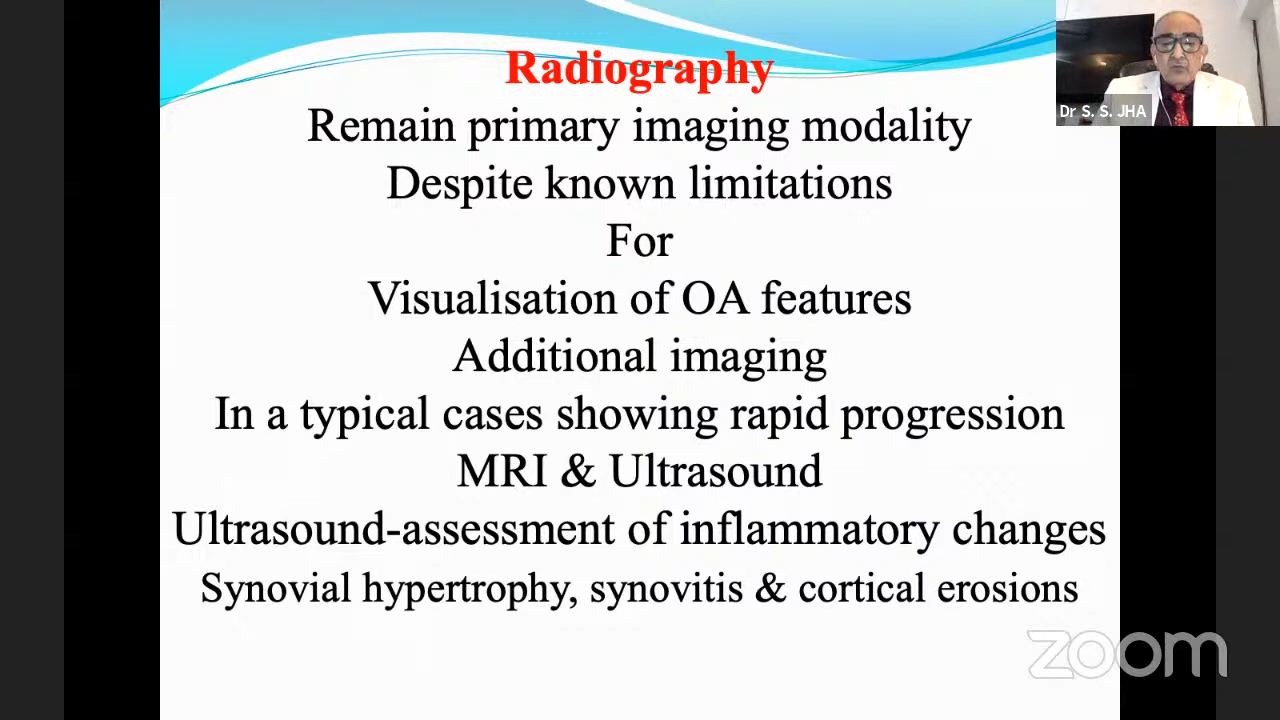 Radiography
Remain primary imaging modality
Despite known limitations
For
Visualisation of OA features
Additional imaging
In a typical cases showing rapid progression
MRI & Ultrasound
Ultrasound-assessment of inflammatory changes
Synovial hypertrophy, synovitis & cortical erosions
Dr S. S. JHA
zoom